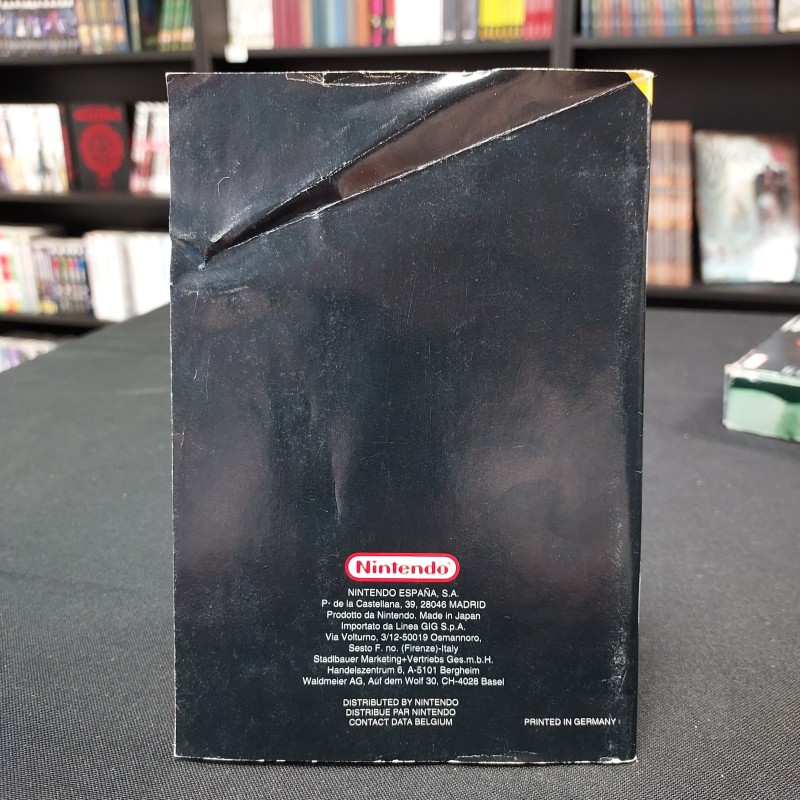 Nintendo
NINTENDO ESPAÑA, S.A.
P· de la Castellana, 39, 28046 MADRID
Prodotto da Nintendo. Made in Japan
Importato da Linea GIG S.p.A.
Via Volturno, 3/12-50019 Osmannoro,
Sesto F. no. (Firenze)-Italy
Stadlbauer Marketing+Vertriebs Ges.m.b.H.
Handelszentrum 6, A-5101 Bergheim
Waldmeier AG, Auf dem Wolf 30, CH-4028 Basel
DISTRIBUTED BY NINTENDO
DISTRIBUE PAR NINTENDO
CONTACT DATA BELGIUM
PRINTED IN GERMANY